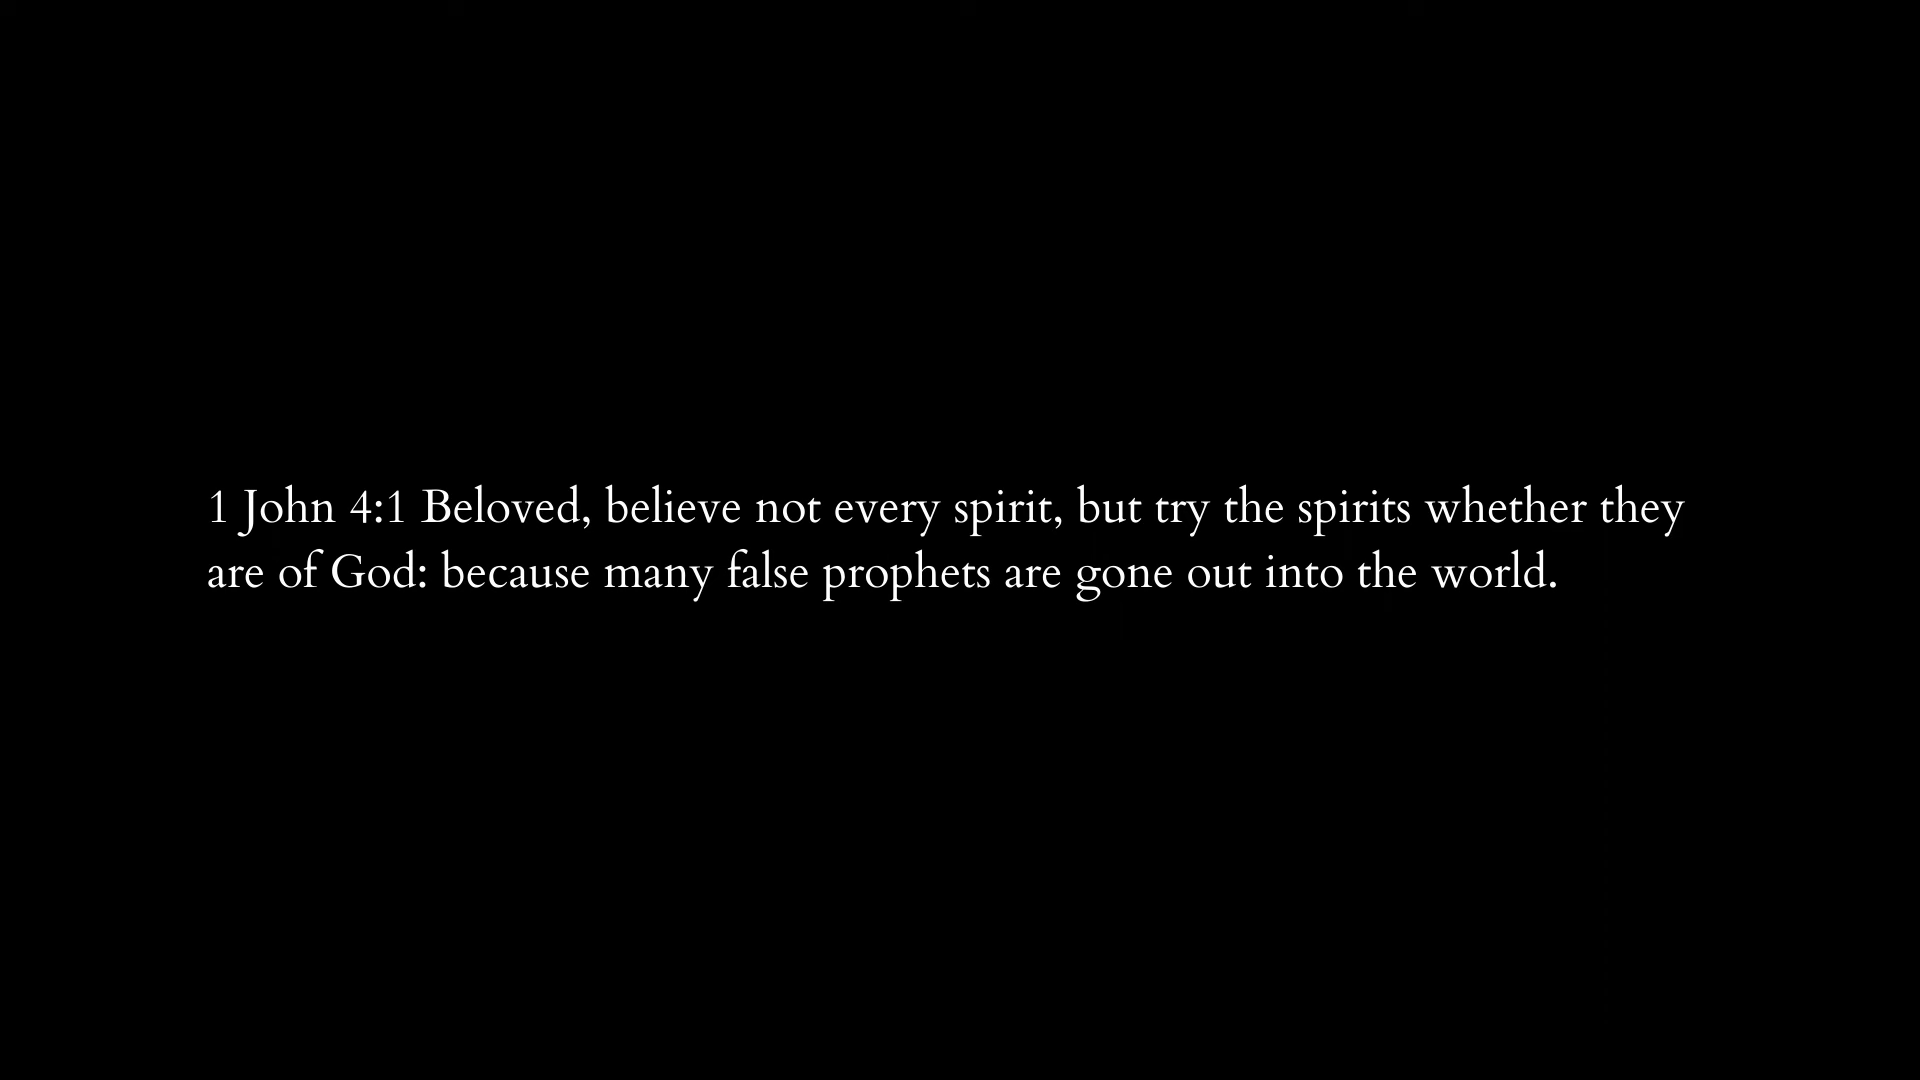 1 John 4:1 Beloved, believe not every spirit, but try the spirits whether they
are of God: because many false prophets are gone out into the world.